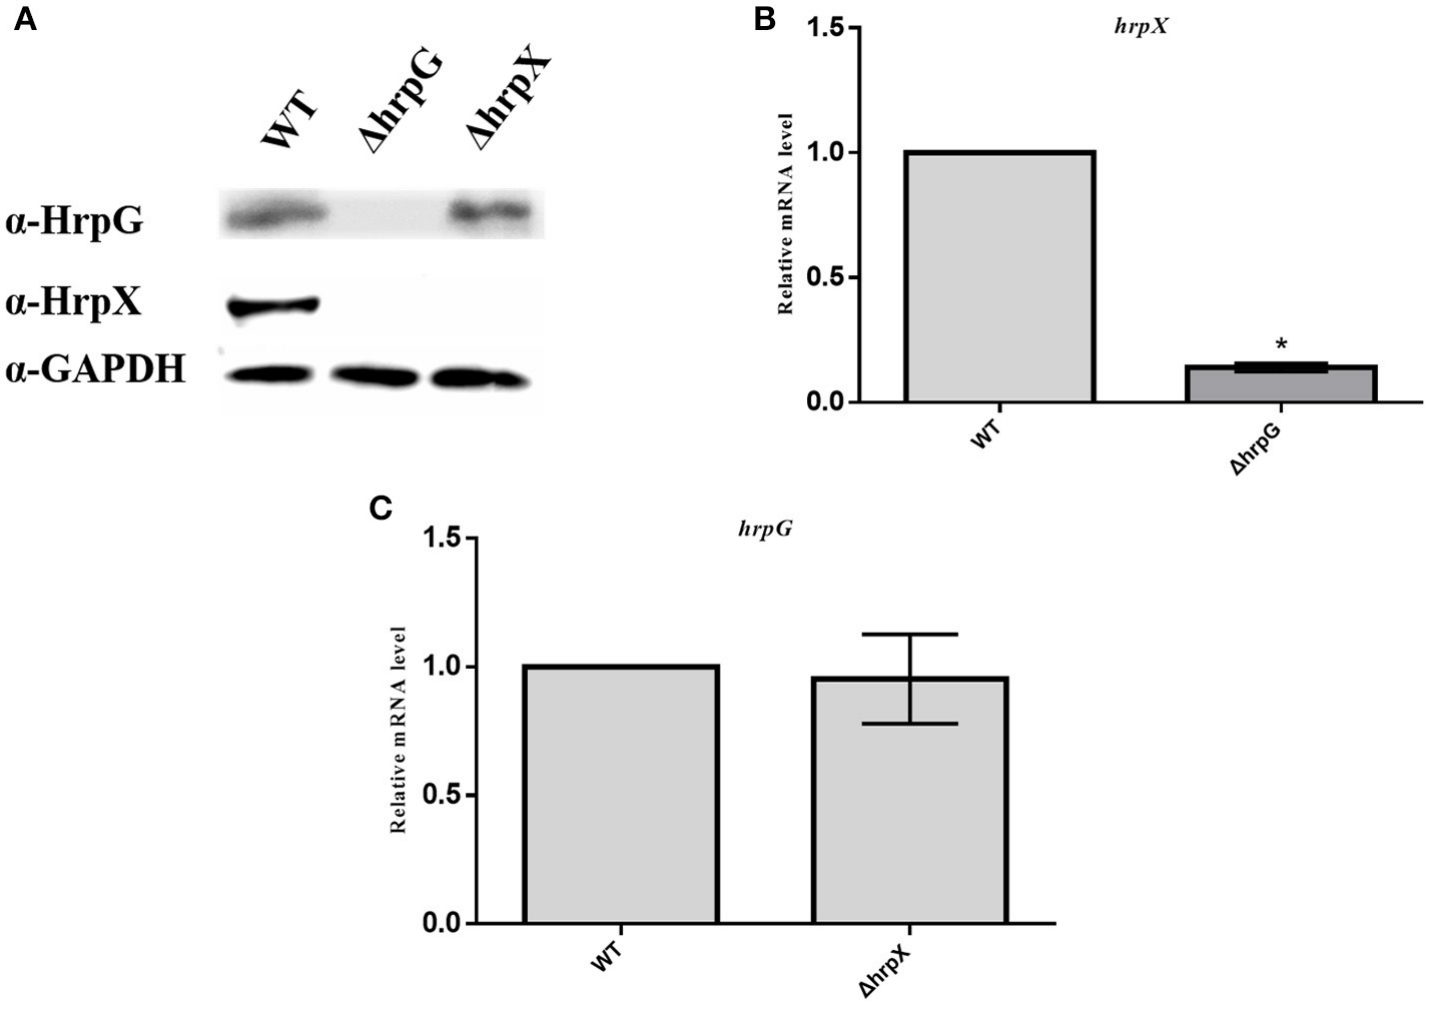 A
WT
ΔhrpG
ΔhrpX
α-HrpG
α-HrpX
α-GAPDH
B
hrpX
Relative mRNA level
1.5
1.0
0.5
0.0
*
WT
ΔhrpG
C
hrpG
Relative mRNA level
1.5
1.0
0.5
0.0
WT
ΔhrpX